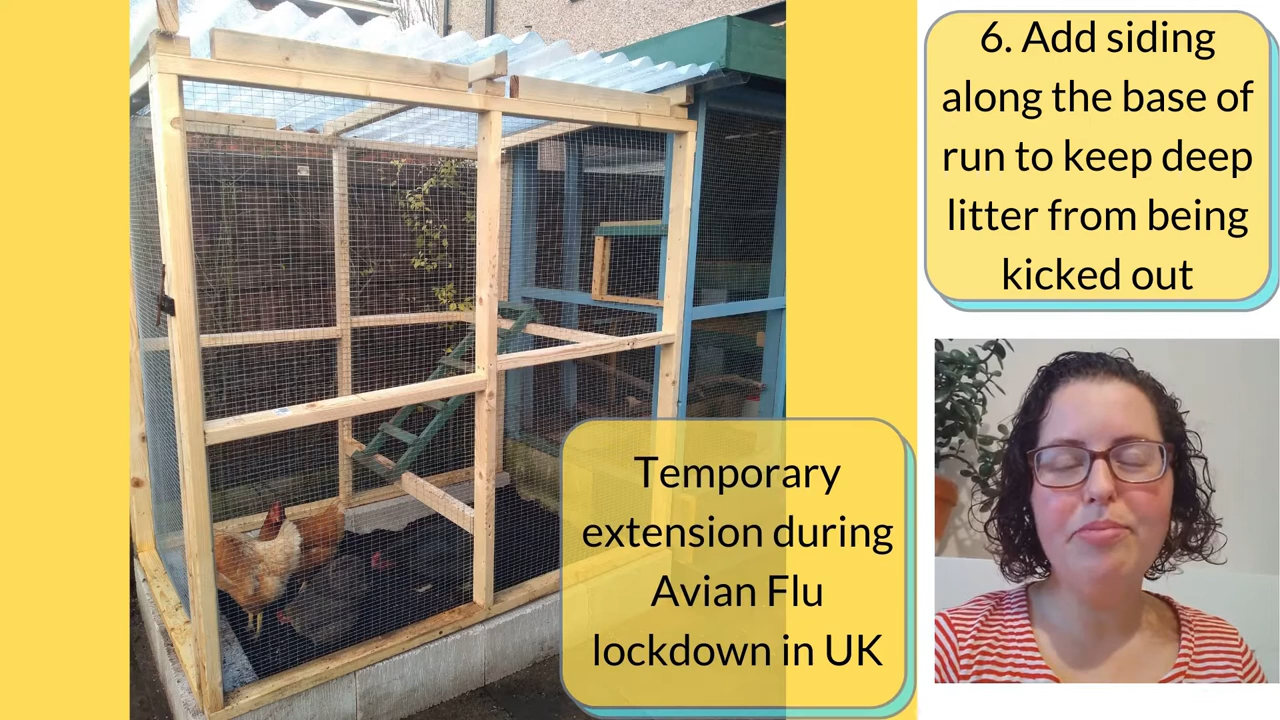 6. Add siding
along the base of
run to keep deep
litter from being
kicked out
Temporary
extension during
Avian Flu
lockdown in UK